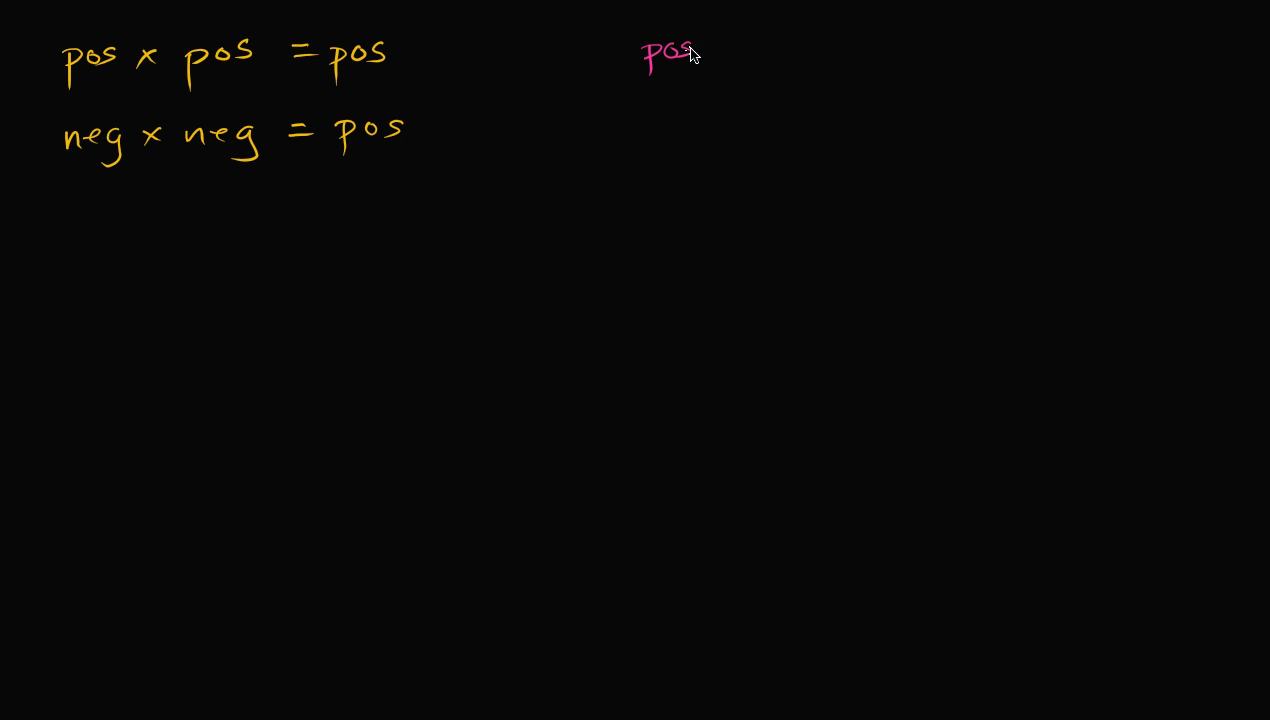 pos × pos = pos
neg × neg = pos
pos